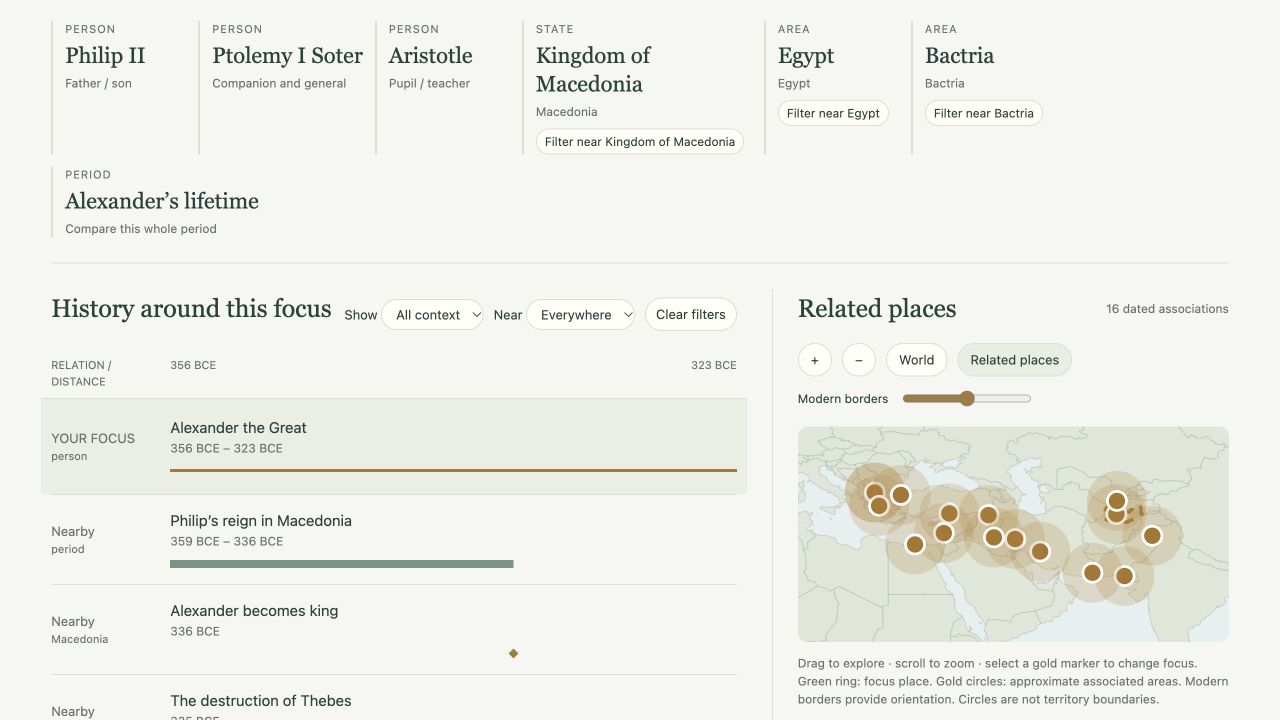 PERSON
Philip II
Father / son
PERSON
Ptolemy I Soter
Companion and general
PERSON
Aristotle
Pupil / teacher
STATE
Kingdom of
Macedonia
Macedonia
Filter near Kingdom of Macedonia
AREA
Egypt
Egypt
Filter near Egypt
AREA
Bactria
Bactria
Filter near Bactria
PERIOD
Alexander’s lifetime
Compare this whole period
History around this focus
Show All context
Near Everywhere
Clear filters
RELATION /
DISTANCE
356 BCE
323 BCE
YOUR FOCUS
person
Alexander the Great
356 BCE – 323 BCE
Nearby
period
Philip’s reign in Macedonia
359 BCE – 336 BCE
Nearby
Macedonia
Alexander becomes king
336 BCE
Nearby
The destruction of Thebes
335 BCE
Related places
16 dated associations
+
−
World
Related places
Modern borders
Drag to explore · scroll to zoom · select a gold marker to change focus.
Green ring: focus place. Gold circles: approximate associated areas. Modern
borders provide orientation. Circles are not territory boundaries.